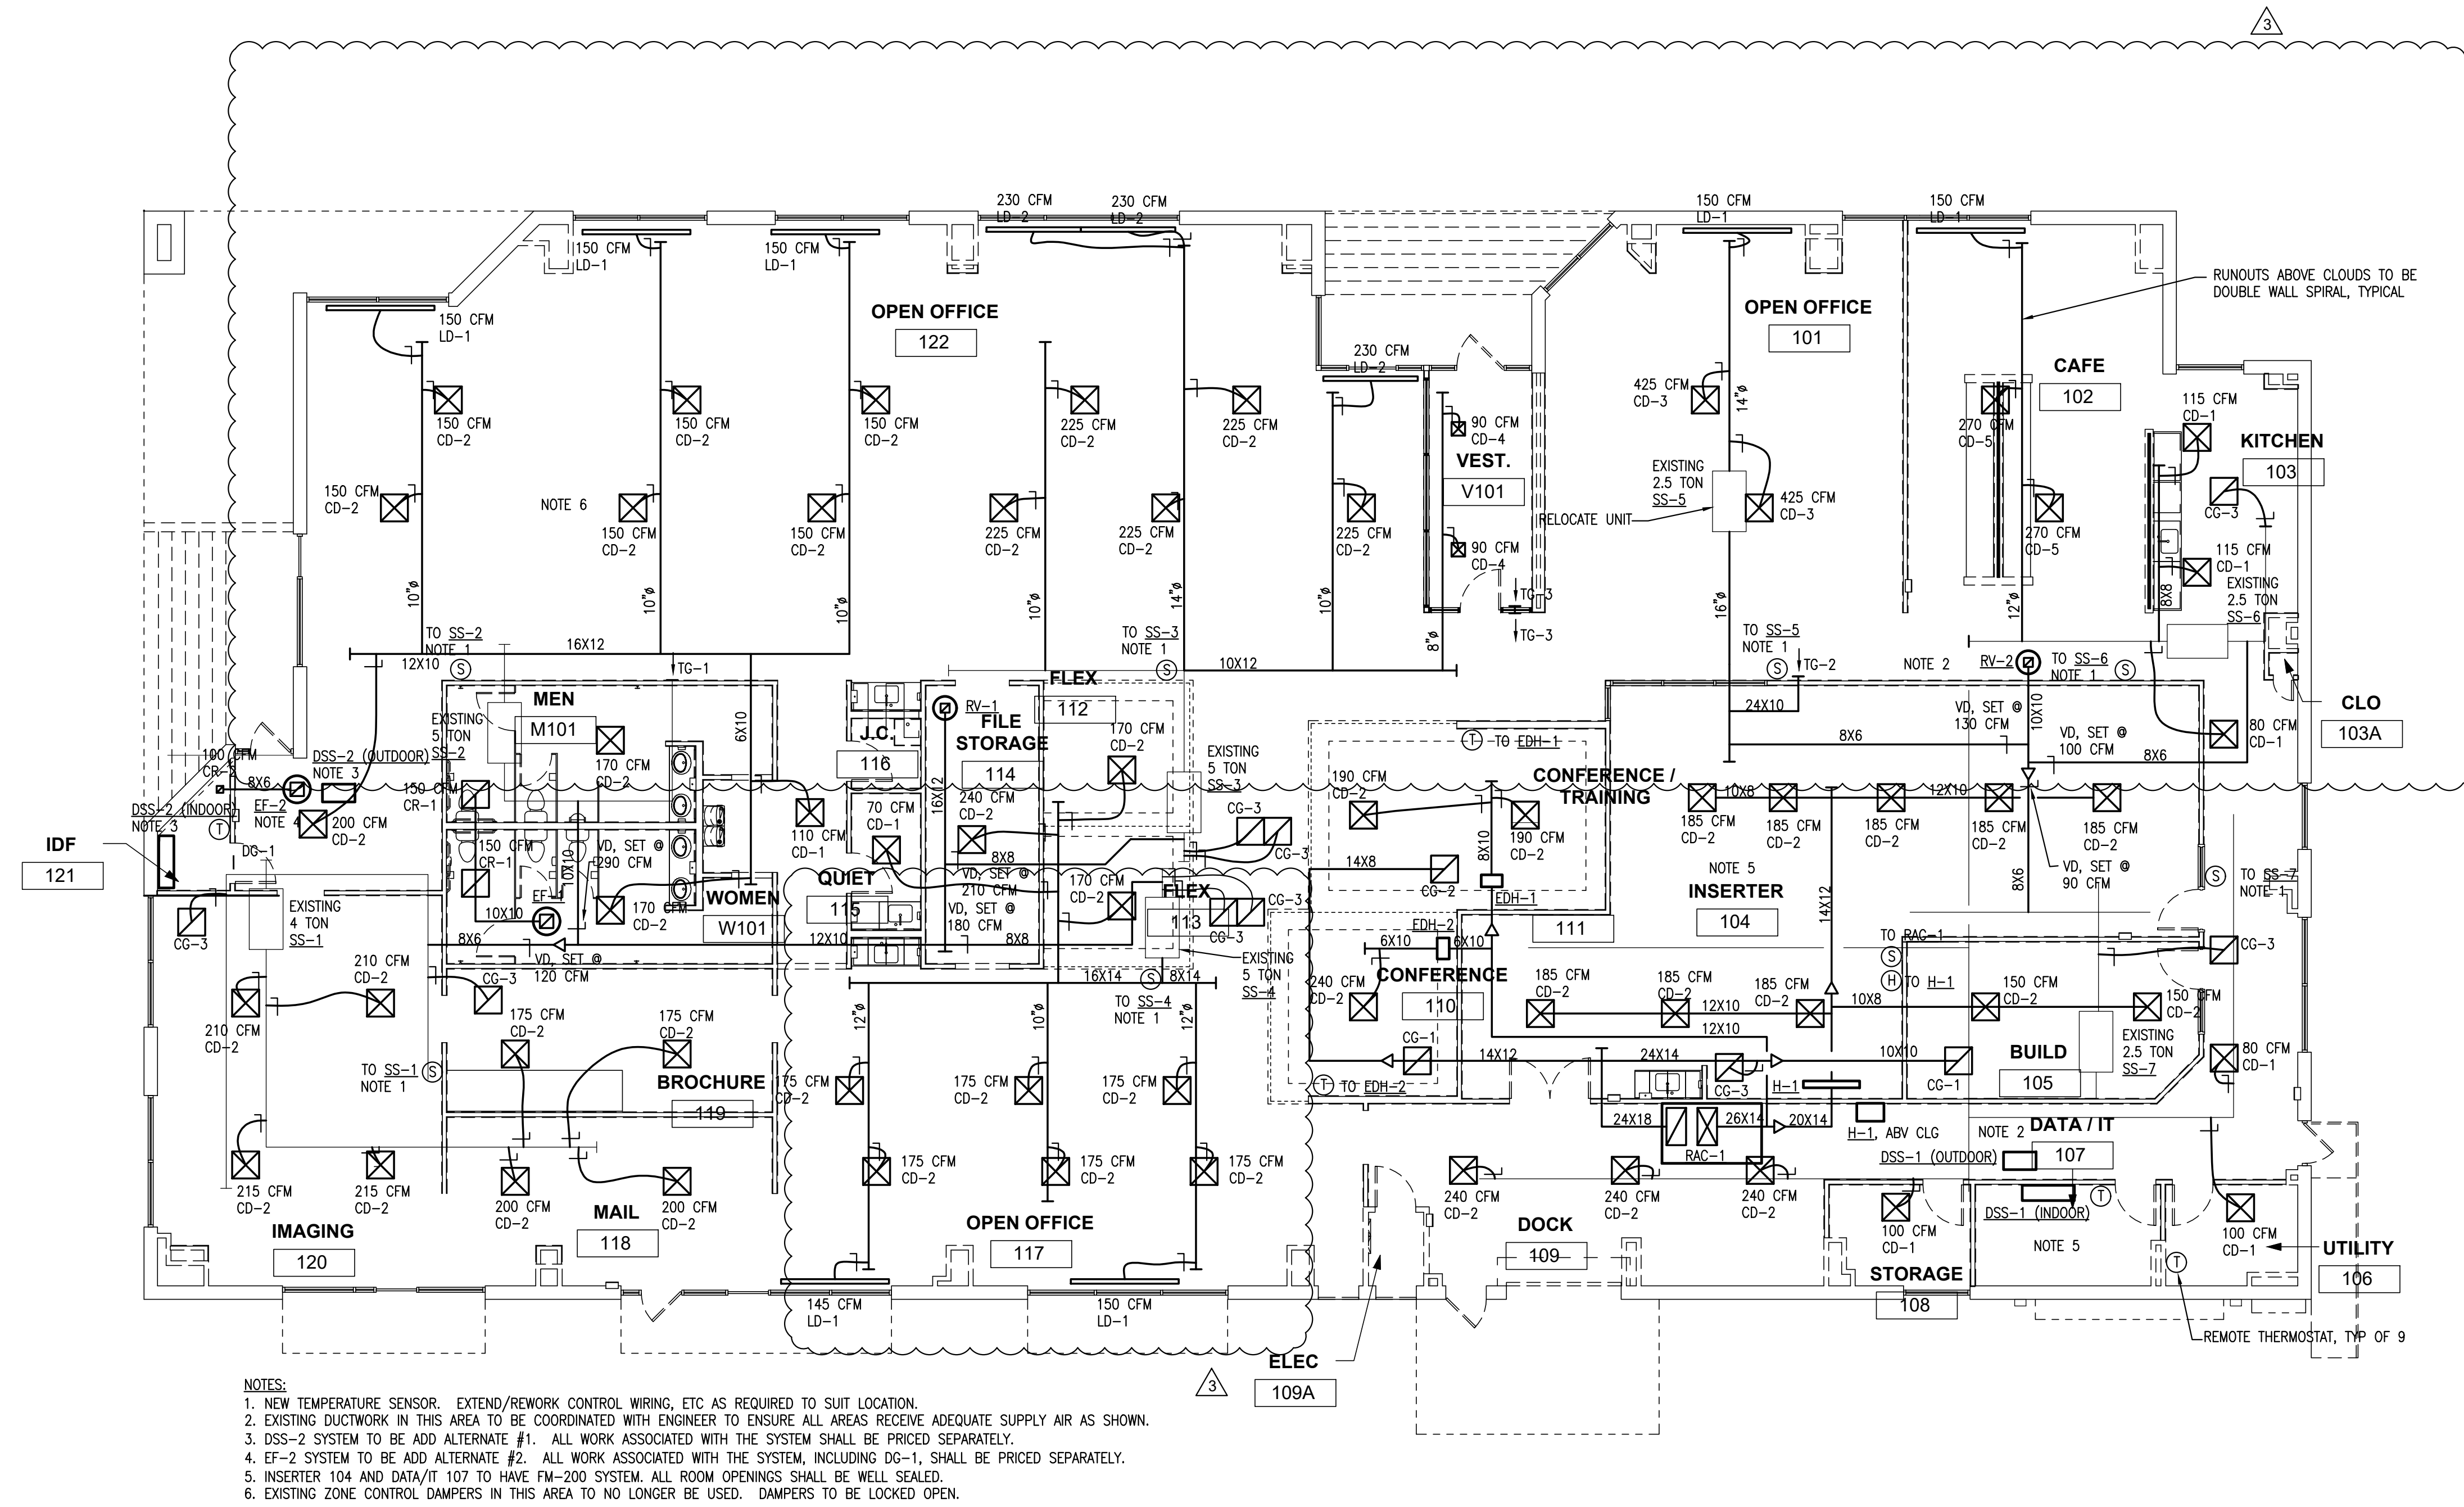 3
230 CFM
LD-2
230 CFM
LD-2
150 CFM
LD-1
150 CFM
LD-1
150 CFM
LD-1
150 CFM
LD-1
RUNOUTS ABOVE CLOUDS TO BE
DOUBLE WALL SPIRAL, TYPICAL
150 CFM
LD-1
OPEN OFFICE
122
OPEN OFFICE
101
230 CFM
LD-2
CAFE
102
425 CFM
CD-3
14"ø
115 CFM
CD-1
150 CFM
CD-2
150 CFM
CD-2
150 CFM
CD-2
225 CFM
CD-2
225 CFM
CD-2
90 CFM
CD-4
270 CFM
CD-5
KITCHEN
103
VEST.
V101
EXISTING
2.5 TON
SS-5
150 CFM
CD-2
NOTE 6
150 CFM
CD-2
150 CFM
CD-2
225 CFM
CD-2
225 CFM
CD-2
225 CFM
CD-2
RELOCATE UNIT
425 CFM
CD-3
270 CFM
CD-5
CG-3
90 CFM
CD-4
115 CFM
CD-1
EXISTING
2.5 TON
SS-6
10"ø
10"ø
10"ø
10"ø
14"ø
10"ø
8"ø
TG-3
TG-3
16"ø
12"ø
8X8
TO SS-2
NOTE 1
S
12X10
16X12
TG-1
TO SS-3
NOTE 1
S
10X12
TO SS-5
NOTE 1
S
TG-2
NOTE 2
RV-2
TO SS-6
NOTE 1
S
MEN
M101
EXISTING
5 TON
SS-2
6X10
J.C.
116
RV-1
FILE
STORAGE
114
FLEX
112
170 CFM
CD-2
EXISTING
5 TON
SS-3
T TO EDH-1
24X10
8X6
VD, SET @
130 CFM
10X10
VD, SET @
100 CFM
8X6
80 CFM
CD-1
CLO
103A
100 CFM
CR-2
8X6
DSS-2 (OUTDOOR)
NOTE 3
EF-2
NOTE 4
DSS-2 (INDOOR)
NOTE 3
T
200 CFM
CD-2
150 CFM
CR-1
170 CFM
CD-2
110 CFM
CD-1
70 CFM
CD-1
16X12
240 CFM
CD-2
190 CFM
CD-2
190 CFM
CD-2
CONFERENCE /
TRAINING
10X8
12X10
185 CFM
CD-2
185 CFM
CD-2
185 CFM
CD-2
185 CFM
CD-2
185 CFM
CD-2
IDF
121
DG-1
150 CFM
CR-1
10X10
VD, SET @
290 CFM
8X8
CG-3
CG-3
14X8
8X10
CG-2
EDH-1
NOTE 5
INSERTER
104
14X12
8X6
VD, SET @
90 CFM
S
TO SS-7
NOTE 1
EXISTING
4 TON
SS-1
CG-3
EF-1
10X10
170 CFM
CD-2
WOMEN
W101
QUIET
115
VD, SET @
210 CFM
VD, SET @
180 CFM
170 CFM
CD-2
FLEX
113
CG-3
8X6
12X10
8X8
EDH-2
6X10
6X10
111
TO RAC-1
S
CG-3
VD, SET @
120 CFM
210 CFM
CD-2
CG-3
16X14
S
8X14
EXISTING
5 TON
SS-4
TO SS-4
NOTE 1
CONFERENCE
110
240 CFM
CD-2
185 CFM
CD-2
185 CFM
CD-2
185 CFM
CD-2
H TO H-1
10X8
150 CFM
CD-2
150 CFM
CD-2
210 CFM
CD-2
175 CFM
CD-2
175 CFM
CD-2
12"ø
10"ø
12"ø
12X10
12X10
CG-1
14X12
24X14
10X10
BUILD
105
EXISTING
2.5 TON
SS-7
80 CFM
CD-1
TO SS-1
NOTE 1
S
BROCHURE
119
175 CFM
CD-2
175 CFM
CD-2
175 CFM
CD-2
T TO EDH-2
CG-3
H-1
CG-1
24X18
26X14
20X14
RAC-1
H-1, ABV CLG
NOTE 2
DATA / IT
107
DSS-1 (OUTDOOR)
215 CFM
CD-2
215 CFM
CD-2
200 CFM
CD-2
200 CFM
CD-2
175 CFM
CD-2
175 CFM
CD-2
175 CFM
CD-2
240 CFM
CD-2
240 CFM
CD-2
240 CFM
CD-2
100 CFM
CD-1
DSS-1 (INDOOR)
T
NOTE 5
100 CFM
CD-1
IMAGING
120
MAIL
118
OPEN OFFICE
117
DOCK
109
STORAGE
108
T
UTILITY
106
145 CFM
LD-1
150 CFM
LD-1
REMOTE THERMOSTAT, TYP OF 9
ELEC
109A
3
NOTES:
1. NEW TEMPERATURE SENSOR. EXTEND/REWORK CONTROL WIRING, ETC AS REQUIRED TO SUIT LOCATION.
2. EXISTING DUCTWORK IN THIS AREA TO BE COORDINATED WITH ENGINEER TO ENSURE ALL AREAS RECEIVE ADEQUATE SUPPLY AIR AS SHOWN.
3. DSS-2 SYSTEM TO BE ADD ALTERNATE #1. ALL WORK ASSOCIATED WITH THE SYSTEM SHALL BE PRICED SEPARATELY.
4. EF-2 SYSTEM TO BE ADD ALTERNATE #2. ALL WORK ASSOCIATED WITH THE SYSTEM, INCLUDING DG-1, SHALL BE PRICED SEPARATELY.
5. INSERTER 104 AND DATA/IT 107 TO HAVE FM-200 SYSTEM. ALL ROOM OPENINGS SHALL BE WELL SEALED.
6. EXISTING ZONE CONTROL DAMPERS IN THIS AREA TO NO LONGER BE USED. DAMPERS TO BE LOCKED OPEN.